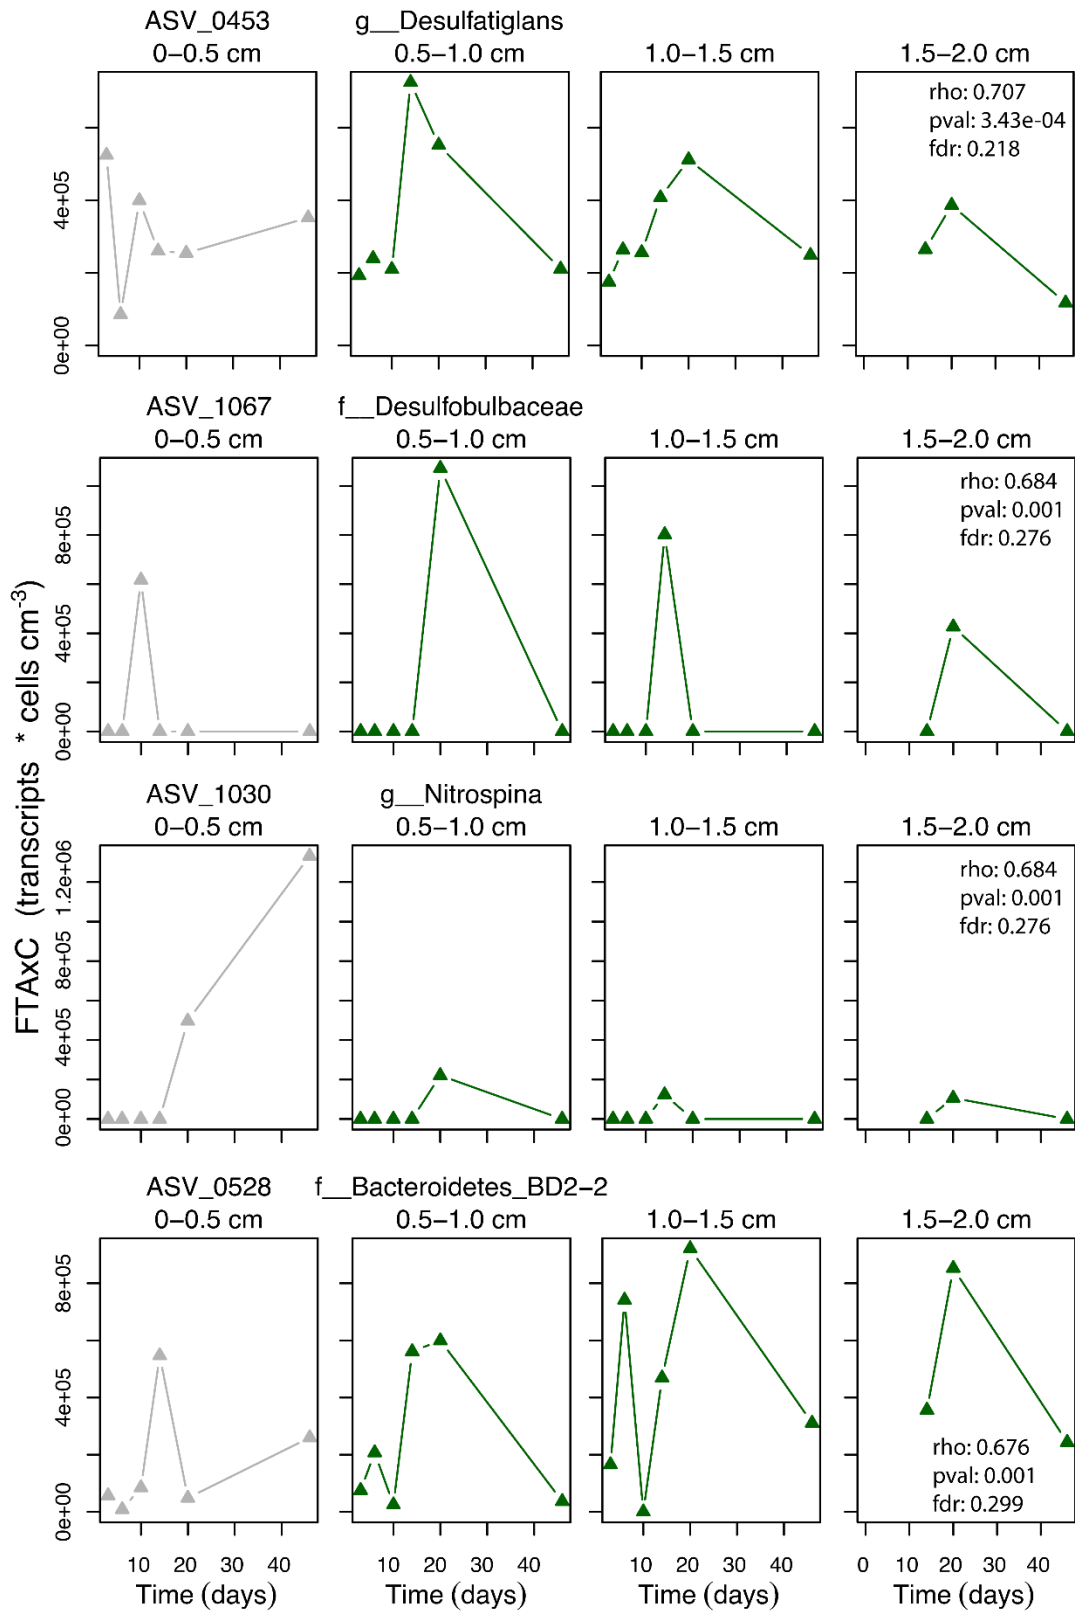 ASV_0453 g__Desulfatiglans
0−0.5 cm 0.5−1.0 cm 1.0−1.5 cm 1.5−2.0 cm
rho: 0.707
pval: 3.43e-04
fdr: 0.218
4e+05
0e+00
ASV_1067 f__Desulfobulbaceae
0−0.5 cm 0.5−1.0 cm 1.0−1.5 cm 1.5−2.0 cm
rho: 0.684
pval: 0.001
fdr: 0.276
8e+05
4e+05
0e+00
FTAxC (transcripts * cells cm-3)
ASV_1030 g__Nitrospina
0−0.5 cm 0.5−1.0 cm 1.0−1.5 cm 1.5−2.0 cm
rho: 0.684
pval: 0.001
fdr: 0.276
1.2e+06
8e+05
4e+05
0e+00
ASV_0528 f__Bacteroidetes_BD2−2
0−0.5 cm 0.5−1.0 cm 1.0−1.5 cm 1.5−2.0 cm
8e+05
4e+05
0e+00
rho: 0.676
pval: 0.001
fdr: 0.299
10 20 30 40 10 20 30 40 10 20 30 40 0 10 20 30 40
Time (days) Time (days) Time (days) Time (days)